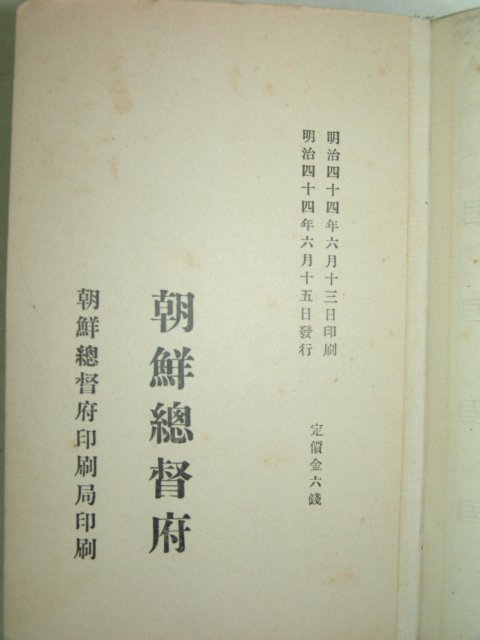 明治四十四年六月十三日印刷
明治四十四年六月十五日發行
定價金六錢
朝鮮總督府
朝鮮總督府印刷局印刷